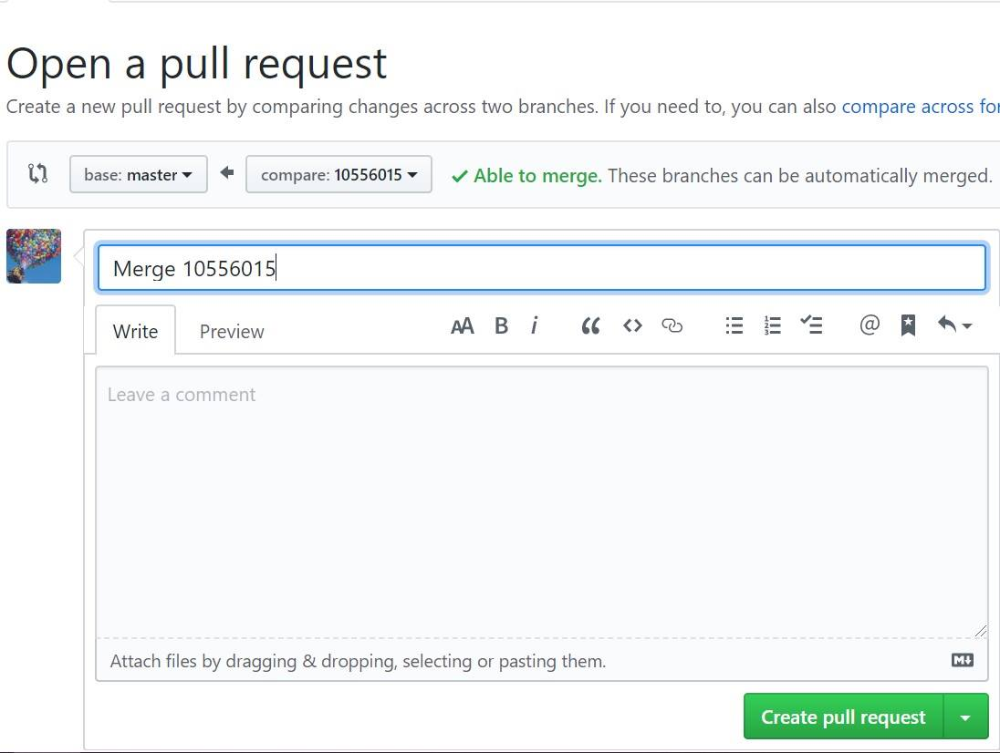 Open a pull request
Create a new pull request by comparing changes across two branches. If you need to, you can also compare across
base: master compare: 10556015 Able to merge. These branches can be automatically merged.
Merge 10556015
Write Preview AA B i @
Leave a comment
Attach files by dragging & dropping, selecting or pasting them. M
Create pull request